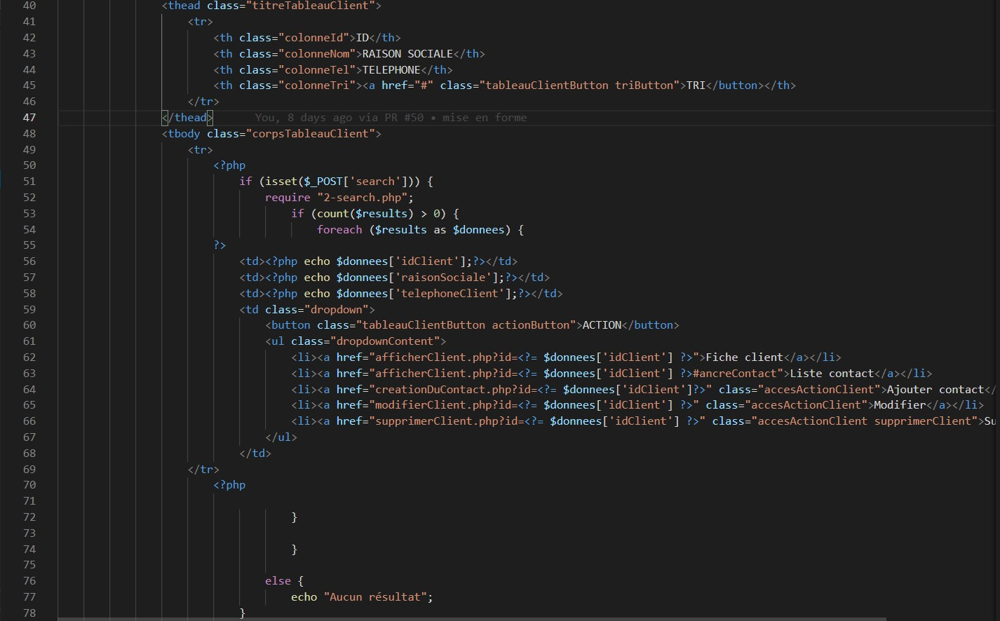 40 <thead class="titreTableauClient">
41 <tr>
42 <th class="colonneId">ID</th>
43 <th class="colonneNom">RAISON SOCIALE</th>
44 <th class="colonneTel">TELEPHONE</th>
45 <th class="colonneTri"><a href="#" class="tableauClientButton triButton">TRI</button></th>
46 </tr>
47 </thead> You, 8 days ago via PR #50 • mise en forme
48 <tbody class="corpsTableauClient">
49 <tr>
50 <?php
51 if (isset($_POST['search'])) {
52 require "2-search.php";
53 if (count($results) > 0) {
54 foreach ($results as $donnees) {
55 ?>
56 <td><?php echo $donnees['idClient'];?></td>
57 <td><?php echo $donnees['raisonSociale'];?></td>
58 <td><?php echo $donnees['telephoneClient'];?></td>
59 <td class="dropdown">
60 <button class="tableauClientButton actionButton">ACTION</button>
61 <ul class="dropdownContent">
62 <li><a href="afficherClient.php?id=<?= $donnees['idClient'] ?>">Fiche client</a></li>
63 <li><a href="afficherClient.php?id=<?= $donnees['idClient'] ?>#ancreContact">Liste contact</a></li>
64 <li><a href="creationDuContact.php?id=<?= $donnees['idClient']?>" class="accesActionClient">Ajouter contact</
65 <li><a href="modifierClient.php?id=<?= $donnees['idClient'] ?>" class="accesActionClient">Modifier</a></li>
66 <li><a href="supprimerClient.php?id=<?= $donnees['idClient'] ?>" class="accesActionClient supprimerClient">Su
67 </ul>
68 </td>
69 </tr>
70 <?php
71
72 }
73
74 }
75
76 else {
77 echo "Aucun résultat";
78 }